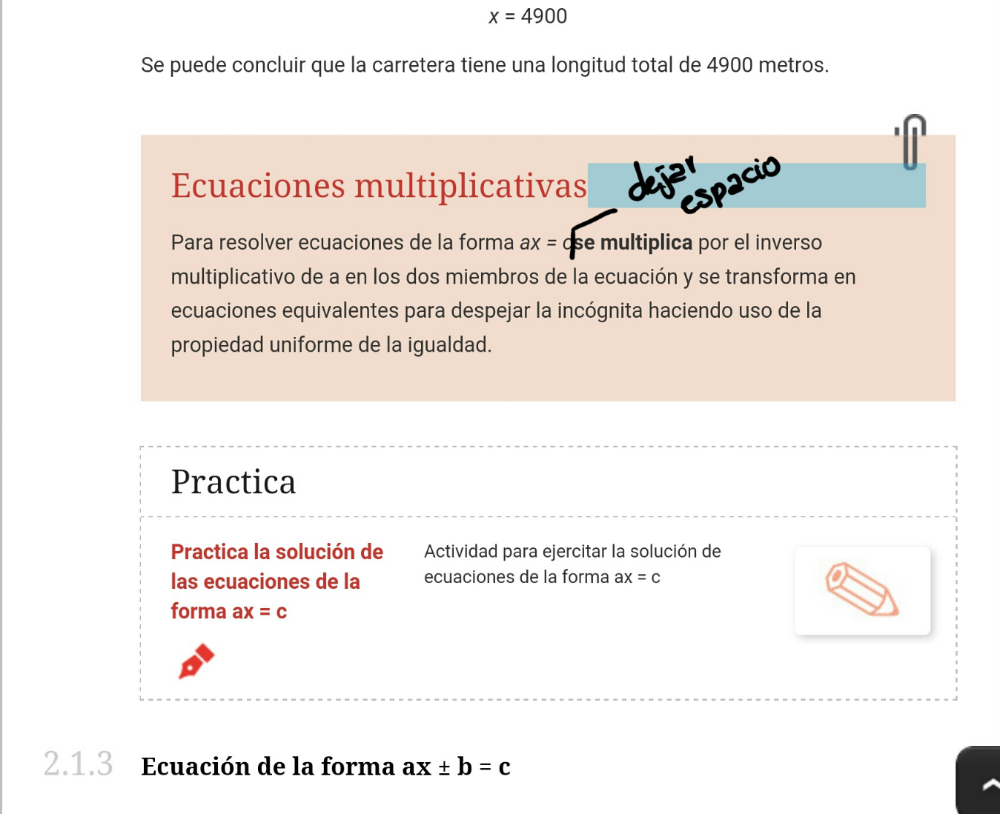 x = 4900
Se puede concluir que la carretera tiene una longitud total de 4900 metros.
Ecuaciones multiplicativas
dejar
espacio
Para resolver ecuaciones de la forma ax = c se multiplica por el inverso
multiplicativo de a en los dos miembros de la ecuación y se transforma en
ecuaciones equivalentes para despejar la incógnita haciendo uso de la
propiedad uniforme de la igualdad.
Practica
Practica la solución de
las ecuaciones de la
forma ax = c
Actividad para ejercitar la solución de
ecuaciones de la forma ax = c
2.1.3 Ecuación de la forma ax ± b = c